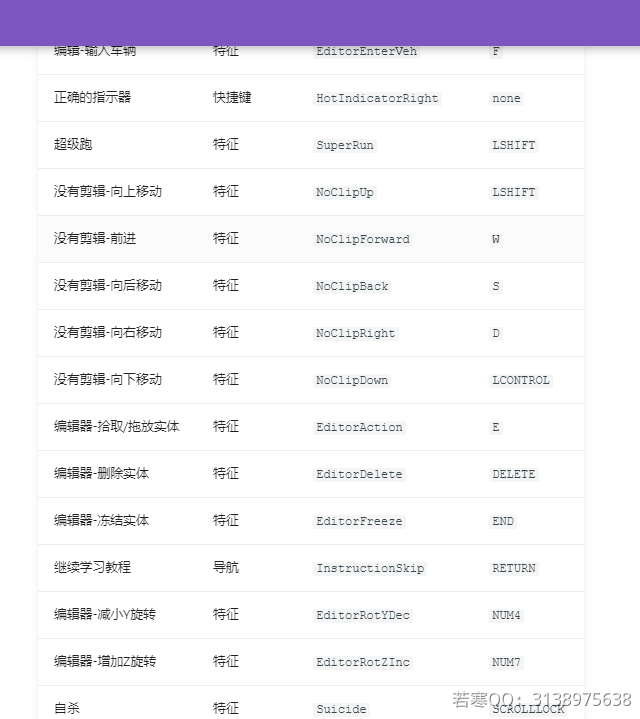 编辑-输入车辆 特征 EditorEnterVeh F
正确的指示器 快捷键 HotIndicatorRight none
超级跑 特征 SuperRun LSHIFT
没有剪辑-向上移动 特征 NoClipUp LSHIFT
没有剪辑-前进 特征 NoClipForward W
没有剪辑-向后移动 特征 NoClipBack S
没有剪辑-向右移动 特征 NoClipRight D
没有剪辑-向下移动 特征 NoClipDown LCONTROL
编辑器-拾取/拖放实体 特征 EditorAction E
编辑器-删除实体 特征 EditorDelete DELETE
编辑器-冻结实体 特征 EditorFreeze END
继续学习教程 导航 InstructionSkip RETURN
编辑器-减小Y旋转 特征 EditorRotYDec NUM4
编辑器-增加Z旋转 特征 EditorRotZInc NUM7
自杀 特征 Suicide SCROLLLOCK
若寒QQ：3138975638